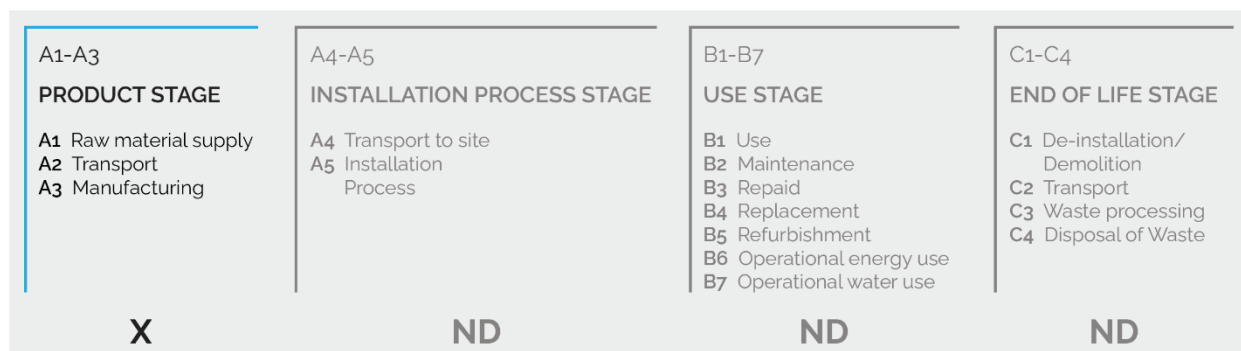 A1-A3
PRODUCT STAGE
A1 Raw material supply
A2 Transport
A3 Manufacturing
X
A4-A5
INSTALLATION PROCESS STAGE
A4 Transport to site
A5 Installation
Process
ND
B1-B7
USE STAGE
B1 Use
B2 Maintenance
B3 Repaid
B4 Replacement
B5 Refurbishment
B6 Operational energy use
B7 Operational water use
ND
C1-C4
END OF LIFE STAGE
C1 De-installation/
Demolition
C2 Transport
C3 Waste processing
C4 Disposal of Waste
ND